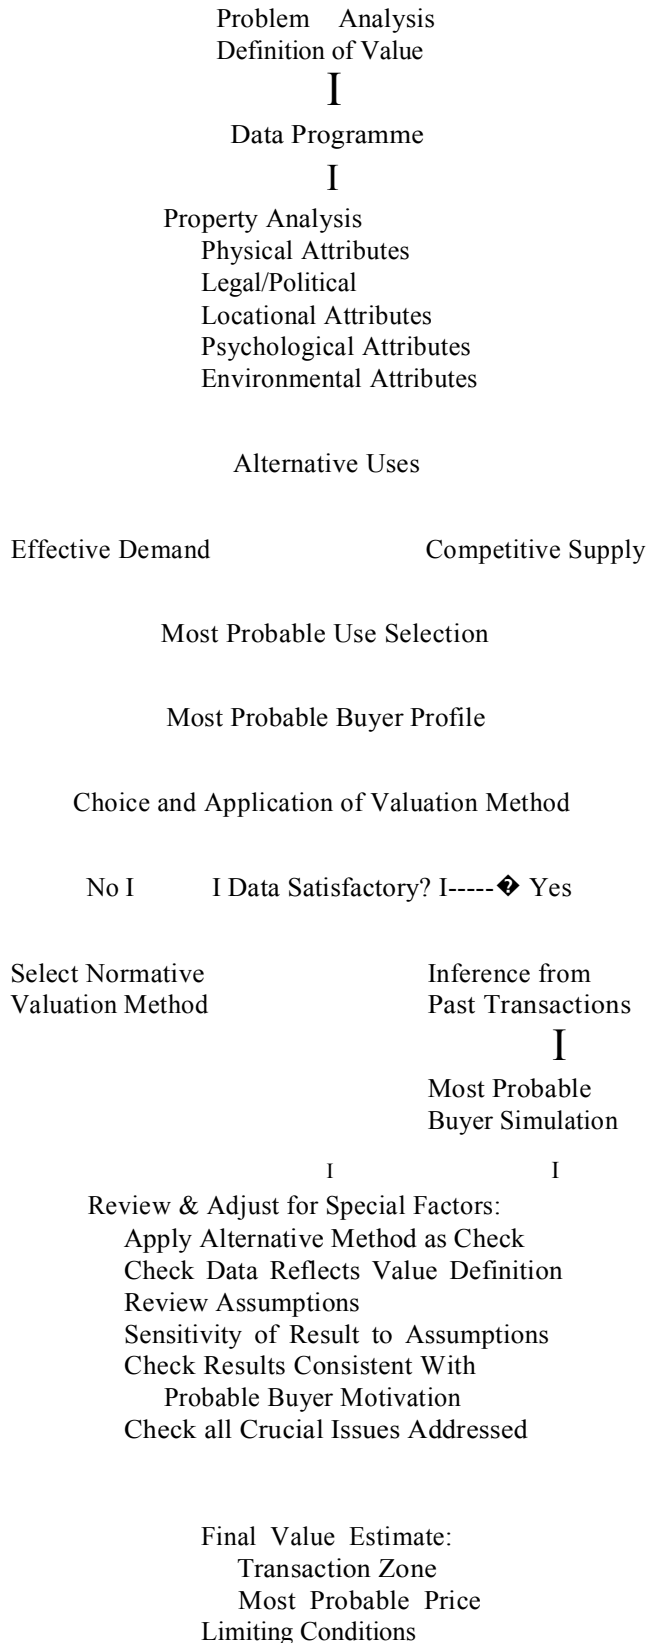 Problem Analysis
Definition of Value
I
Data Programme
I
Property Analysis
Physical Attributes
Legal/Political
Locational Attributes
Psychological Attributes
Environmental Attributes
Alternative Uses
Effective Demand Competitive Supply
Most Probable Use Selection
Most Probable Buyer Profile
Choice and Application of Valuation Method
No I I Data Satisfactory? I-----� Yes
Select Normative Inference from
Valuation Method Past Transactions
I
Most Probable
Buyer Simulation
I I
Review & Adjust for Special Factors:
Apply Alternative Method as Check
Check Data Reflects Value Definition
Review Assumptions
Sensitivity of Result to Assumptions
Check Results Consistent With
Probable Buyer Motivation
Check all Crucial Issues Addressed
Final Value Estimate:
Transaction Zone
Most Probable Price
Limiting Conditions